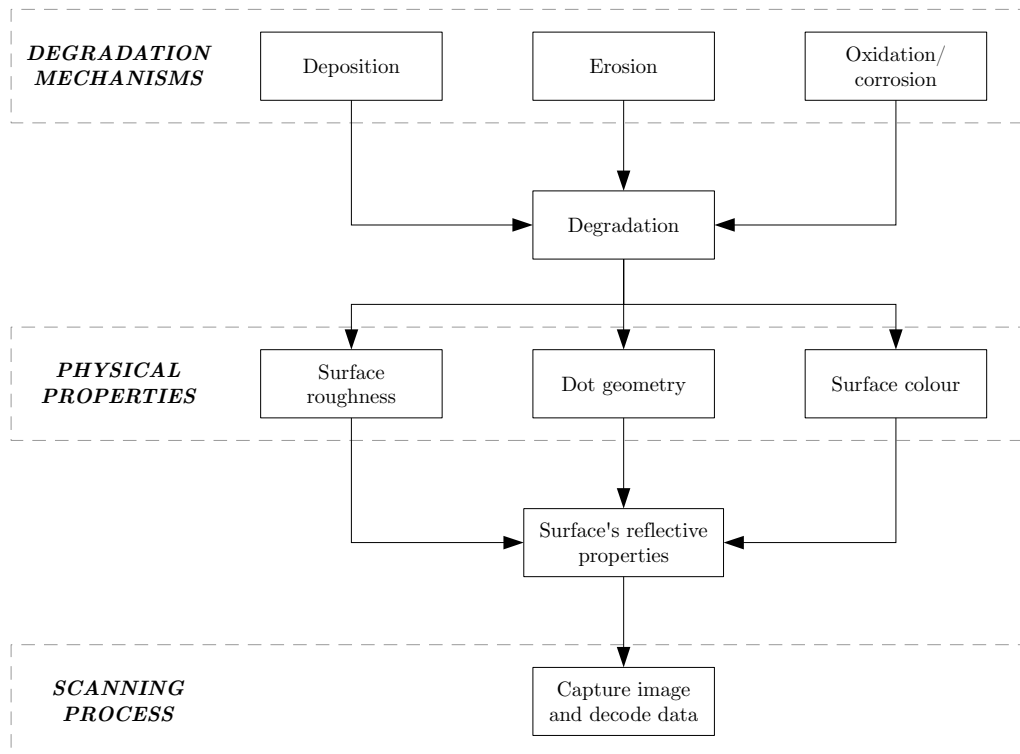 DEGRADATION
MECHANISMS
Deposition
Erosion
Oxidation/
corrosion
Degradation
PHYSICAL
PROPERTIES
Surface
roughness
Dot geometry
Surface colour
Surface's reflective
properties
SCANNING
PROCESS
Capture image
and decode data